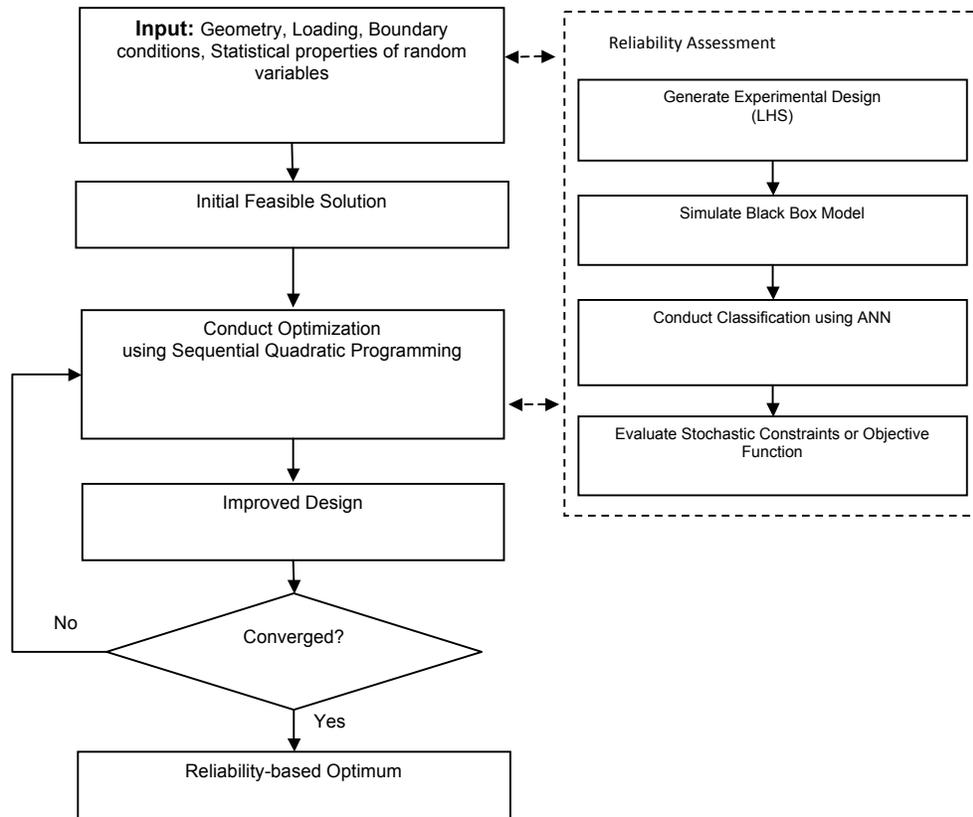 Input: Geometry, Loading, Boundary
conditions, Statistical properties of random
variables
Initial Feasible Solution
Conduct Optimization
using Sequential Quadratic Programming
Improved Design
Converged?
No
Yes
Reliability-based Optimum
Reliability Assessment
Generate Experimental Design
(LHS)
Simulate Black Box Model
Conduct Classification using ANN
Evaluate Stochastic Constraints or Objective
Function